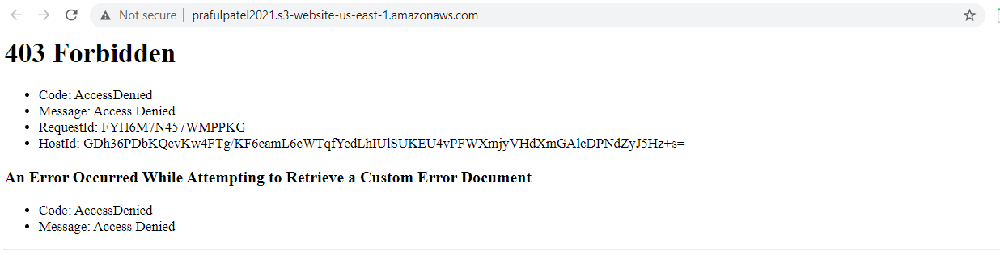 Not secure | prafulpatel2021.s3-website-us-east-1.amazonaws.com
403 Forbidden
• Code: AccessDenied
• Message: Access Denied
• RequestId: FYH6M7N457WMPPKG
• HostId: GDh36PDbKQcvKw4FTg/KF6eamL6cWTqfYedLhIUlSUKEU4vPFWXmjyVHdXmGAlcDPNdZyJ5Hz+s=
An Error Occurred While Attempting to Retrieve a Custom Error Document
• Code: AccessDenied
• Message: Access Denied